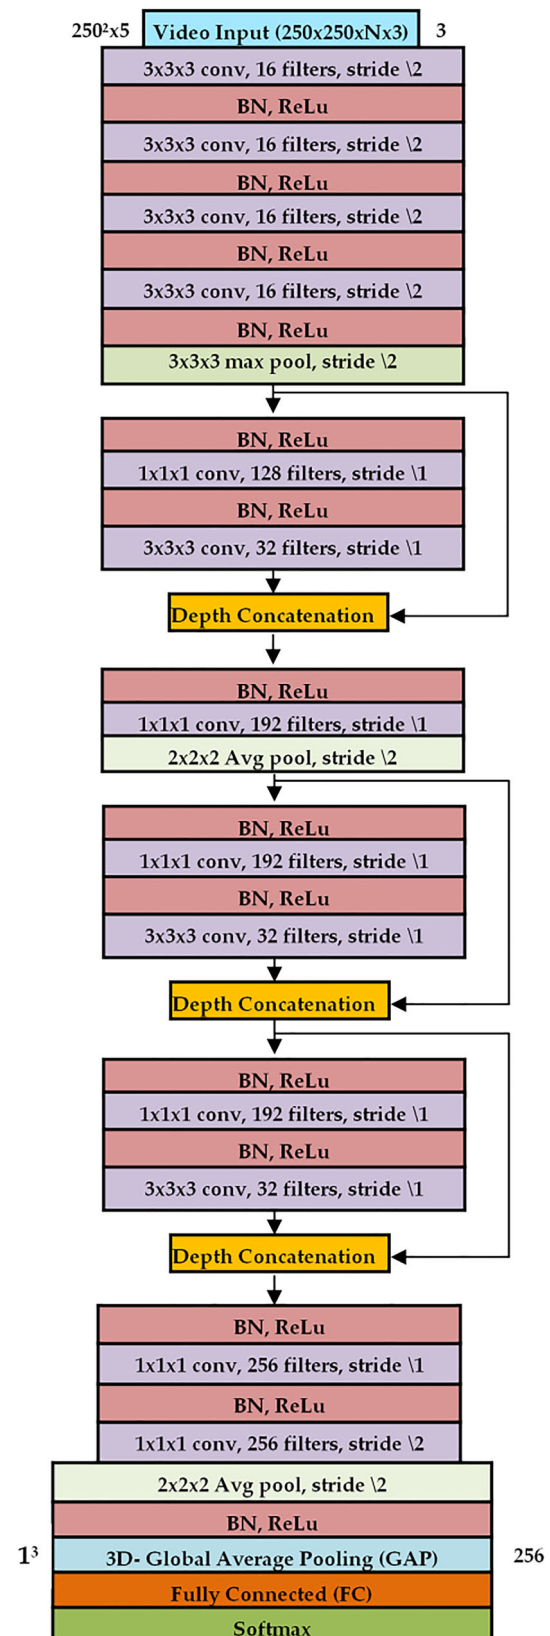 250²x5 Video Input (250x250xNx3) 3
3x3x3 conv, 16 filters, stride \2
BN, ReLu
3x3x3 conv, 16 filters, stride \2
BN, ReLu
3x3x3 conv, 16 filters, stride \2
BN, ReLu
3x3x3 conv, 16 filters, stride \2
BN, ReLu
3x3x3 max pool, stride \2
BN, ReLu
1x1x1 conv, 128 filters, stride \1
BN, ReLu
3x3x3 conv, 32 filters, stride \1
Depth Concatenation
BN, ReLu
1x1x1 conv, 192 filters, stride \1
2x2x2 Avg pool, stride \2
BN, ReLu
1x1x1 conv, 192 filters, stride \1
BN, ReLu
3x3x3 conv, 32 filters, stride \1
Depth Concatenation
BN, ReLu
1x1x1 conv, 192 filters, stride \1
BN, ReLu
3x3x3 conv, 32 filters, stride \1
Depth Concatenation
BN, ReLu
1x1x1 conv, 256 filters, stride \1
BN, ReLu
1x1x1 conv, 256 filters, stride \2
2x2x2 Avg pool, stride \2
BN, ReLu
1³ 3D- Global Average Pooling (GAP) 256
Fully Connected (FC)
Softmax